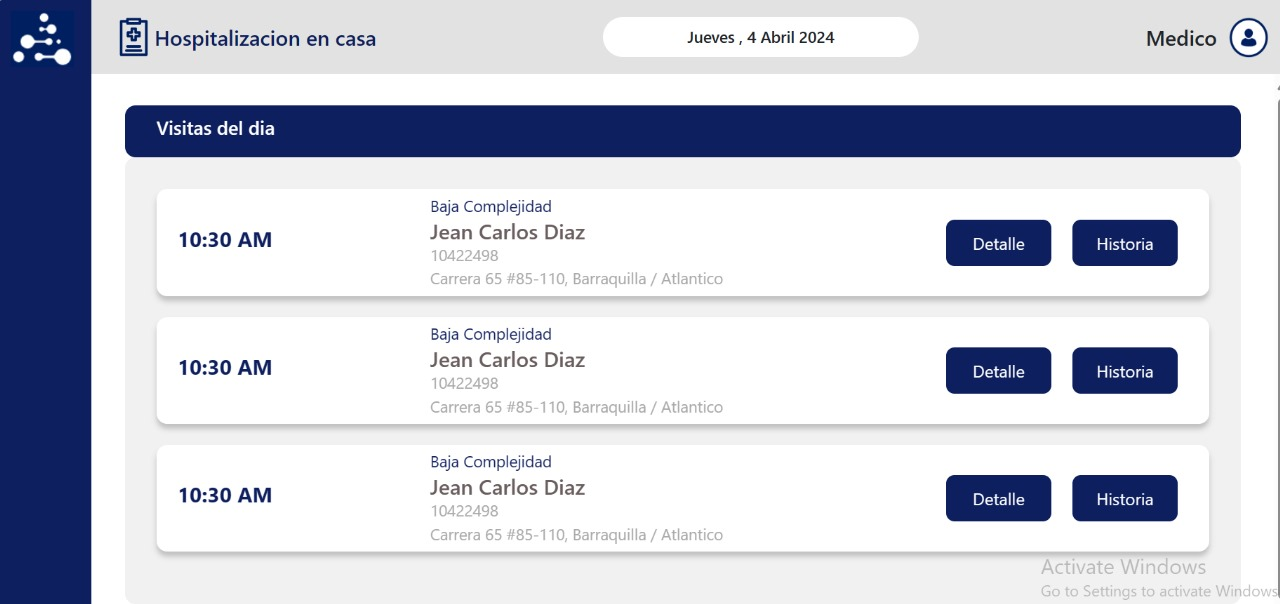 Hospitalizacion en casa
Jueves , 4 Abril 2024
Medico
Visitas del dia
10:30 AM
Baja Complejidad
Jean Carlos Diaz
10422498
Carrera 65 #85-110, Barraquilla / Atlantico
Detalle
Historia
10:30 AM
Baja Complejidad
Jean Carlos Diaz
10422498
Carrera 65 #85-110, Barraquilla / Atlantico
Detalle
Historia
10:30 AM
Baja Complejidad
Jean Carlos Diaz
10422498
Carrera 65 #85-110, Barraquilla / Atlantico
Detalle
Historia
Activate Windows
Go to Settings to activate Windows